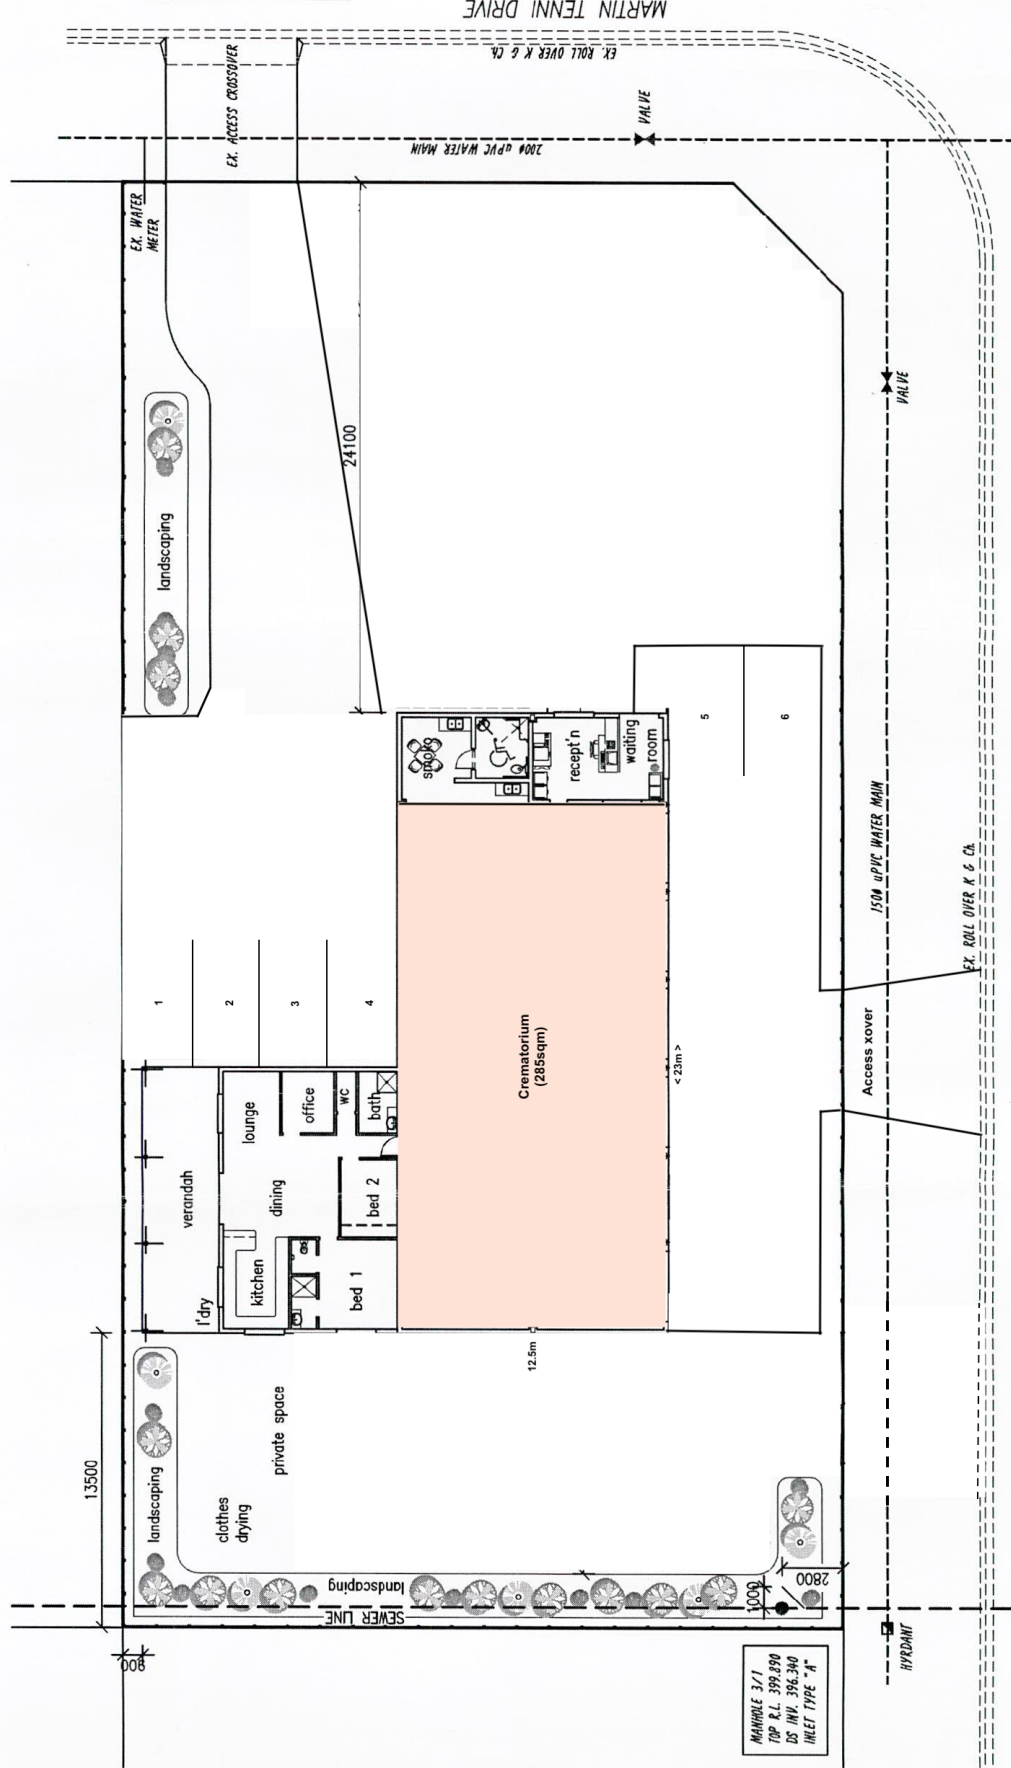 MARTIN TENNI DRIVE
EX. ROLL OVER K & Ch.
EX. ACCESS CROSSOVER
VALVE
200ø uPVC WATER MAIN
EX. WATER
METER
VALVE
24100
landscaping
smoko
recept'n
waiting
room
5
6
150ø uPVC WATER MAIN
EX. ROLL OVER K & Ch.
1
2
3
4
Crematorium
(285sqm)
< 23m >
Access xover
lounge
office
wc
bath
verandah
dining
bed 2
kitchen
bed 1
l'dry
12.5m
13500
private space
landscaping
clothes
drying
landscaping
SEWER LINE
1000
2800
900
HYRDANT
MANHOLE 3/1
TOP R.L. 399.890
DS INV. 396.340
INLET TYPE "A"